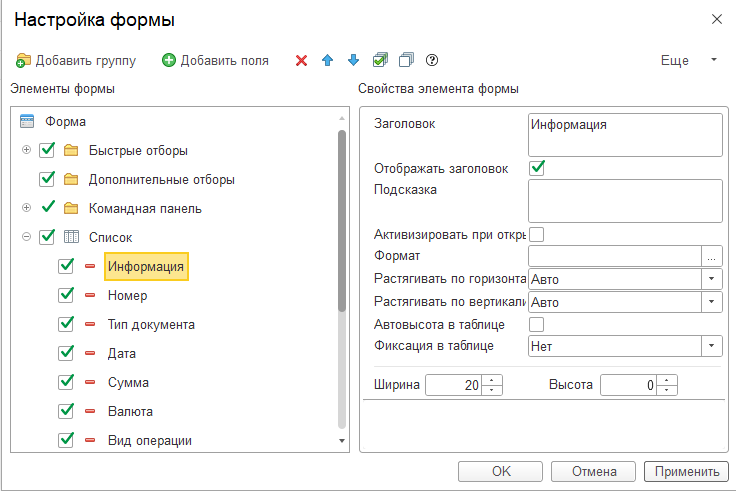 Настройка формы
Добавить группу
Добавить поля
Еще
Элементы формы
Свойства элемента формы
Форма
Быстрые отборы
Дополнительные отборы
Командная панель
Список
Информация
Номер
Тип документа
Дата
Сумма
Валюта
Вид операции
Заголовок
Информация
Отображать заголовок
Подсказка
Активизировать при откры
Формат
...
Растягивать по горизонта
Авто
Растягивать по вертикали
Авто
Автовысота в таблице
Фиксация в таблице
Нет
Ширина
20
Высота
0
OK
Отмена
Применить